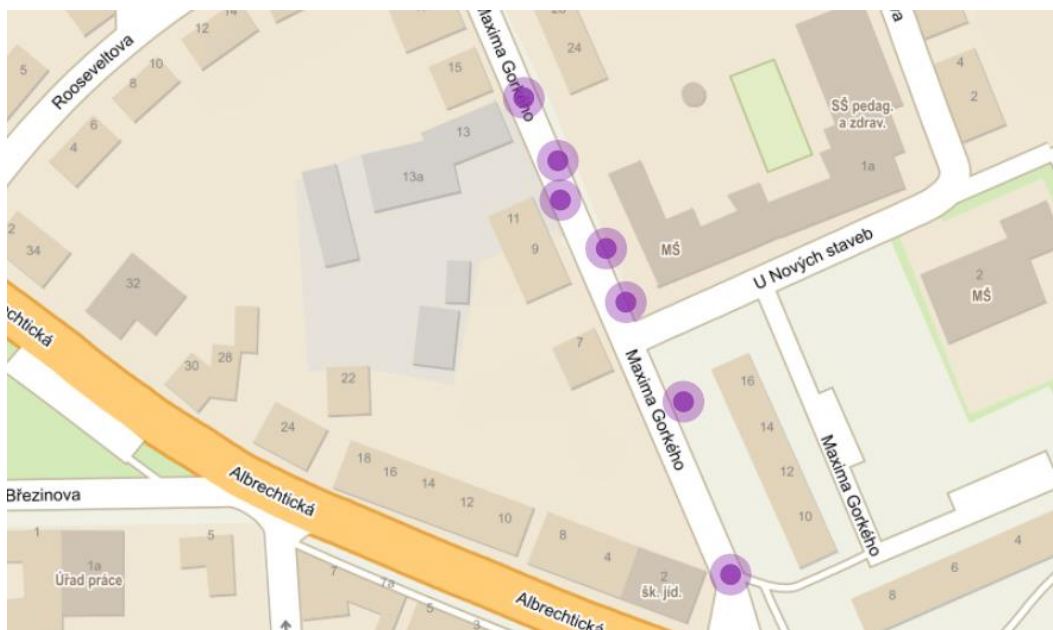 Maxima Gorkého
14
12
24
5
Rooseveltova
10
8
15
6
4
13
SŠ pedag.
a zdrav.
4
2
1a
13a
11
9
MŠ
U Nových staveb
2
MŠ
34
32
Albrechtická
30
28
22
24
7
Maxima Gorkého
16
14
12
10
Maxima Gorkého
18
16
14
12
10
8
4
2
šk. jíd.
Albrechtická
Březinova
1
1a
Úřad práce
5
7
7a
5
3
Albrechtická
4
6
8